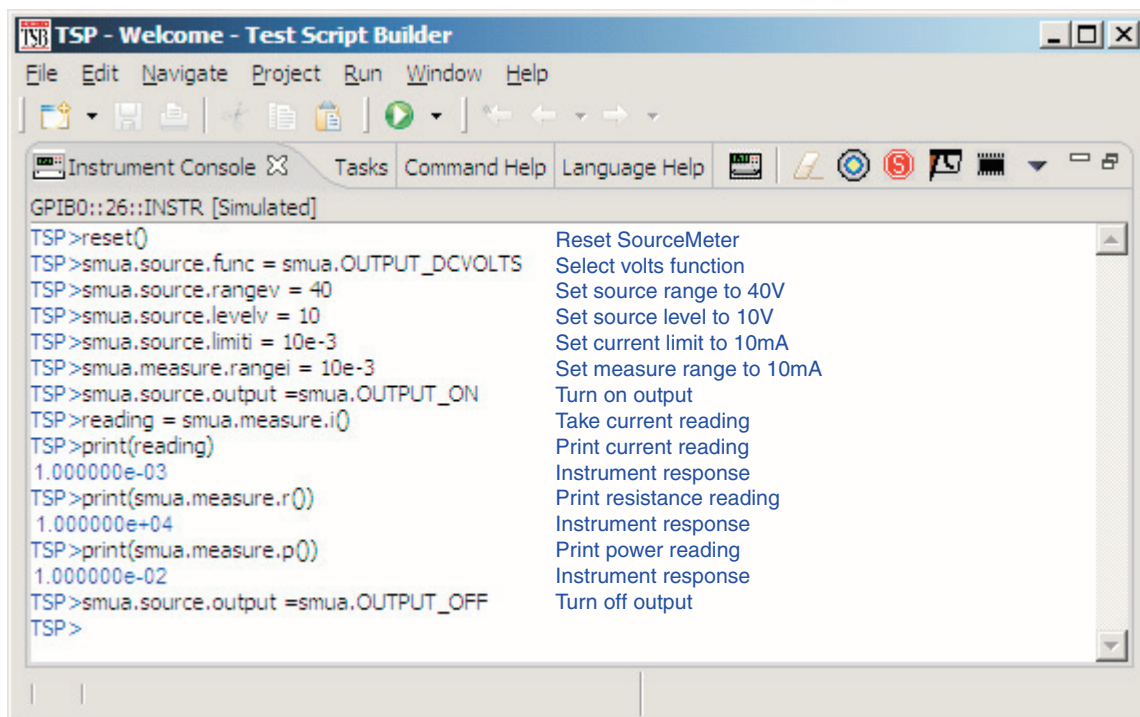 TSB TSP - Welcome - Test Script Builder
File Edit Navigate Project Run Window Help
Instrument Console Tasks Command Help Language Help
GPIB0::26::INSTR [Simulated]
TSP>reset() Reset SourceMeter
TSP>smua.source.func = smua.OUTPUT_DCVOLTS Select volts function
TSP>smua.source.rangev = 40 Set source range to 40V
TSP>smua.source.levelv = 10 Set source level to 10V
TSP>smua.source.limiti = 10e-3 Set current limit to 10mA
TSP>smua.measure.rangei = 10e-3 Set measure range to 10mA
TSP>smua.source.output =smua.OUTPUT_ON Turn on output
TSP>reading = smua.measure.i() Take current reading
TSP>print(reading) Print current reading
1.000000e-03 Instrument response
TSP>print(smua.measure.r()) Print resistance reading
1.000000e+04 Instrument response
TSP>print(smua.measure.p()) Print power reading
1.000000e-02 Instrument response
TSP>smua.source.output =smua.OUTPUT_OFF Turn off output
TSP>